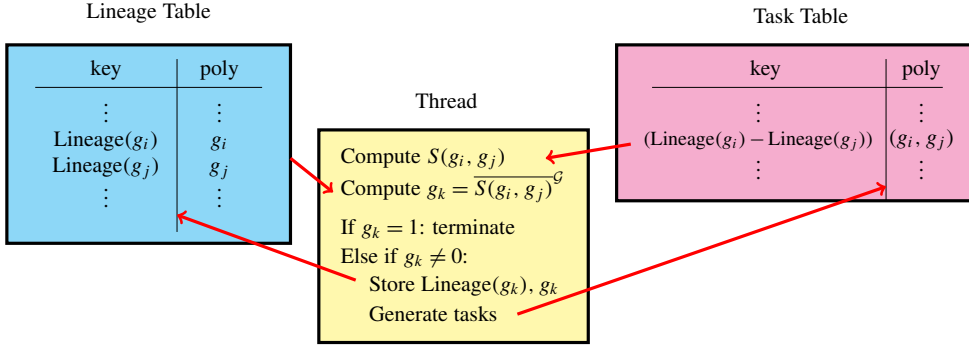 Lineage Table
key poly
⋮ ⋮
Lineage(g_i) g_i
Lineage(g_j) g_j
⋮ ⋮
Thread
Compute S(g_i, g_j)
Compute g_k = \overline{S(g_i, g_j)}^𝒢
If g_k = 1: terminate
Else if g_k ≠ 0:
Store Lineage(g_k), g_k
Generate tasks
Task Table
key poly
⋮ ⋮
(Lineage(g_i) − Lineage(g_j)) (g_i, g_j)
⋮ ⋮